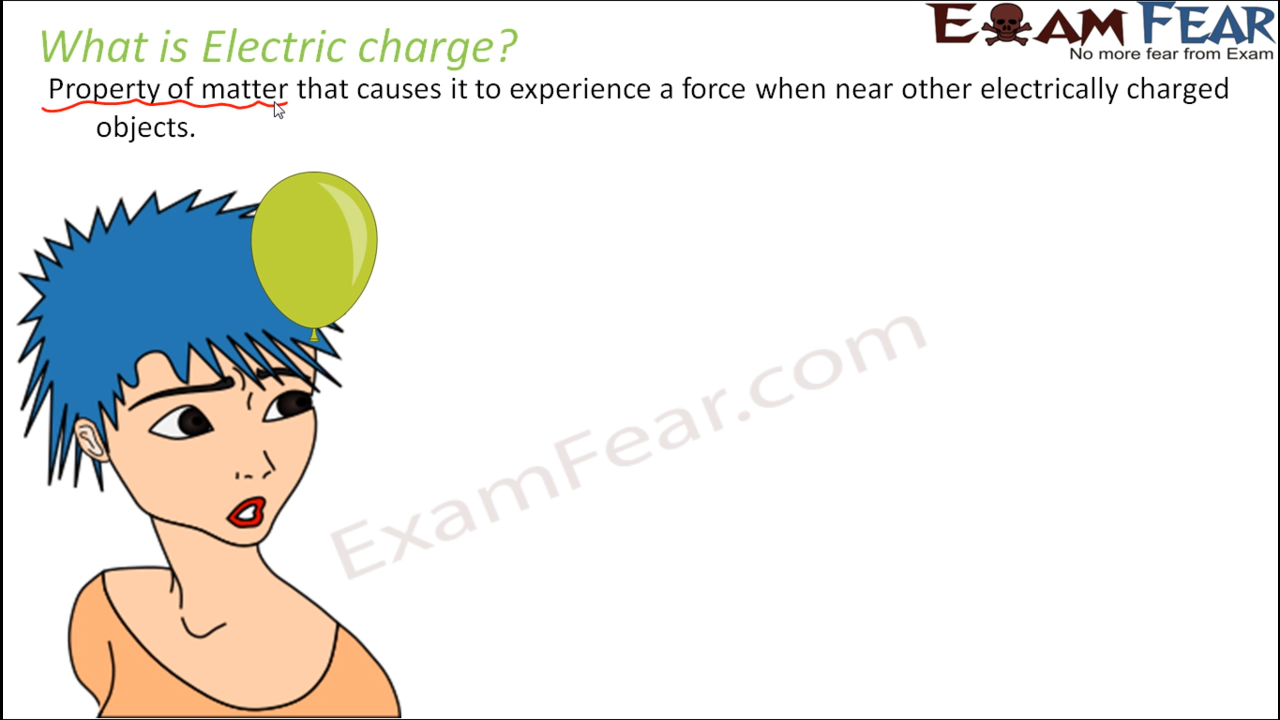 What is Electric charge?
EXAM FEAR
No more fear from Exam
Property of matter that causes it to experience a force when near other electrically charged
objects.
ExamFear.com